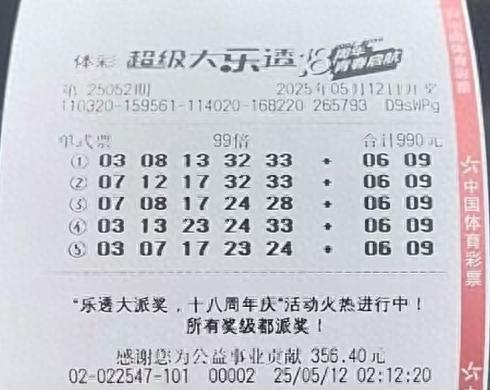 体彩 超级大乐透 18周年 青春启航
第 25052期 2025年05月12日开奖
110320-159561-114020-168220 265793 D9sWPg
单式票 99倍 合计990元
① 03 08 13 32 33 + 06 09
② 07 12 17 32 33 + 06 09
③ 07 08 17 24 28 + 06 09
④ 03 13 23 24 33 + 06 09
⑤ 03 07 17 23 24 + 06 09
“乐透大派奖，十八周年庆”活动火热进行中！
所有奖级都派奖！
感谢您为公益事业贡献 356.40元
02-022547-101 00002 25/05/12 02:12:20
中国体育彩票